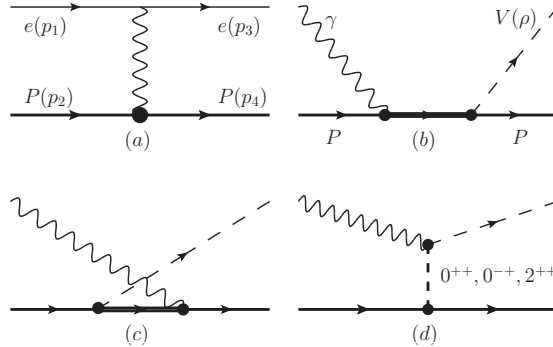 e(p₁) e(p₃)
P(p₂) P(p₄)
(a)
γ V(ρ)
P P
(b)
(c)
0⁺⁺, 0⁻⁺, 2⁺⁺
(d)